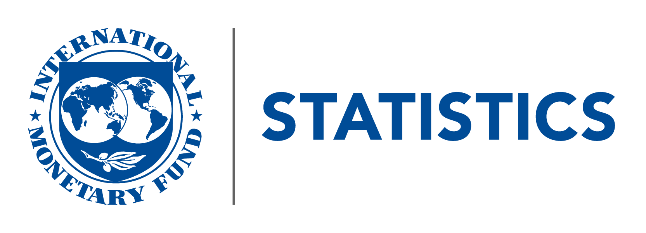 INTERNATIONAL
MONETARY FUND
STATISTICS